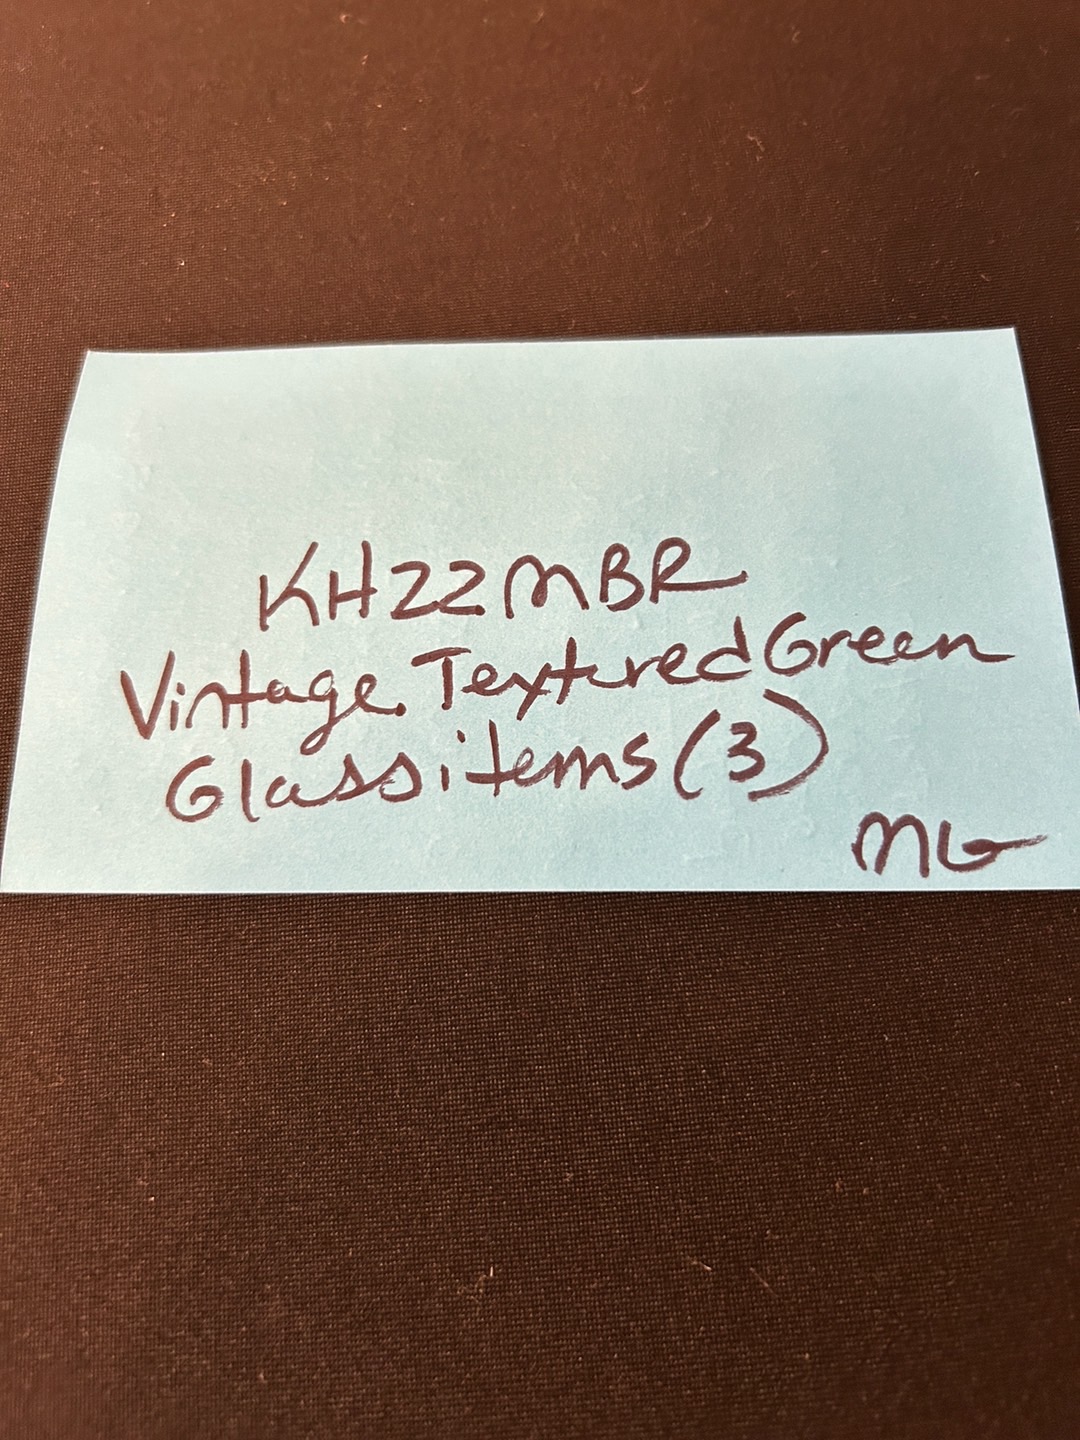 KH22MBR
Vintage Textured Green
Glass items (3)
MG